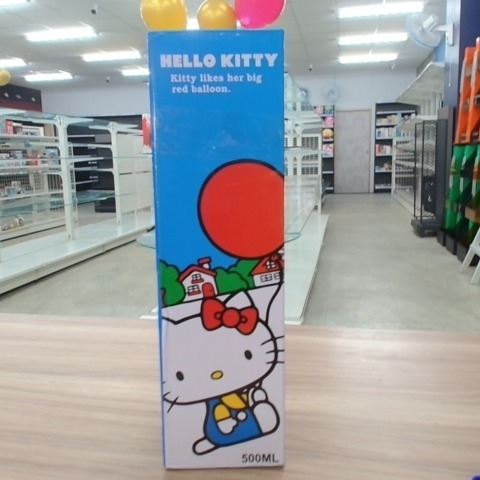 HELLO KITTY
Kitty likes her big
red balloon.
500ML